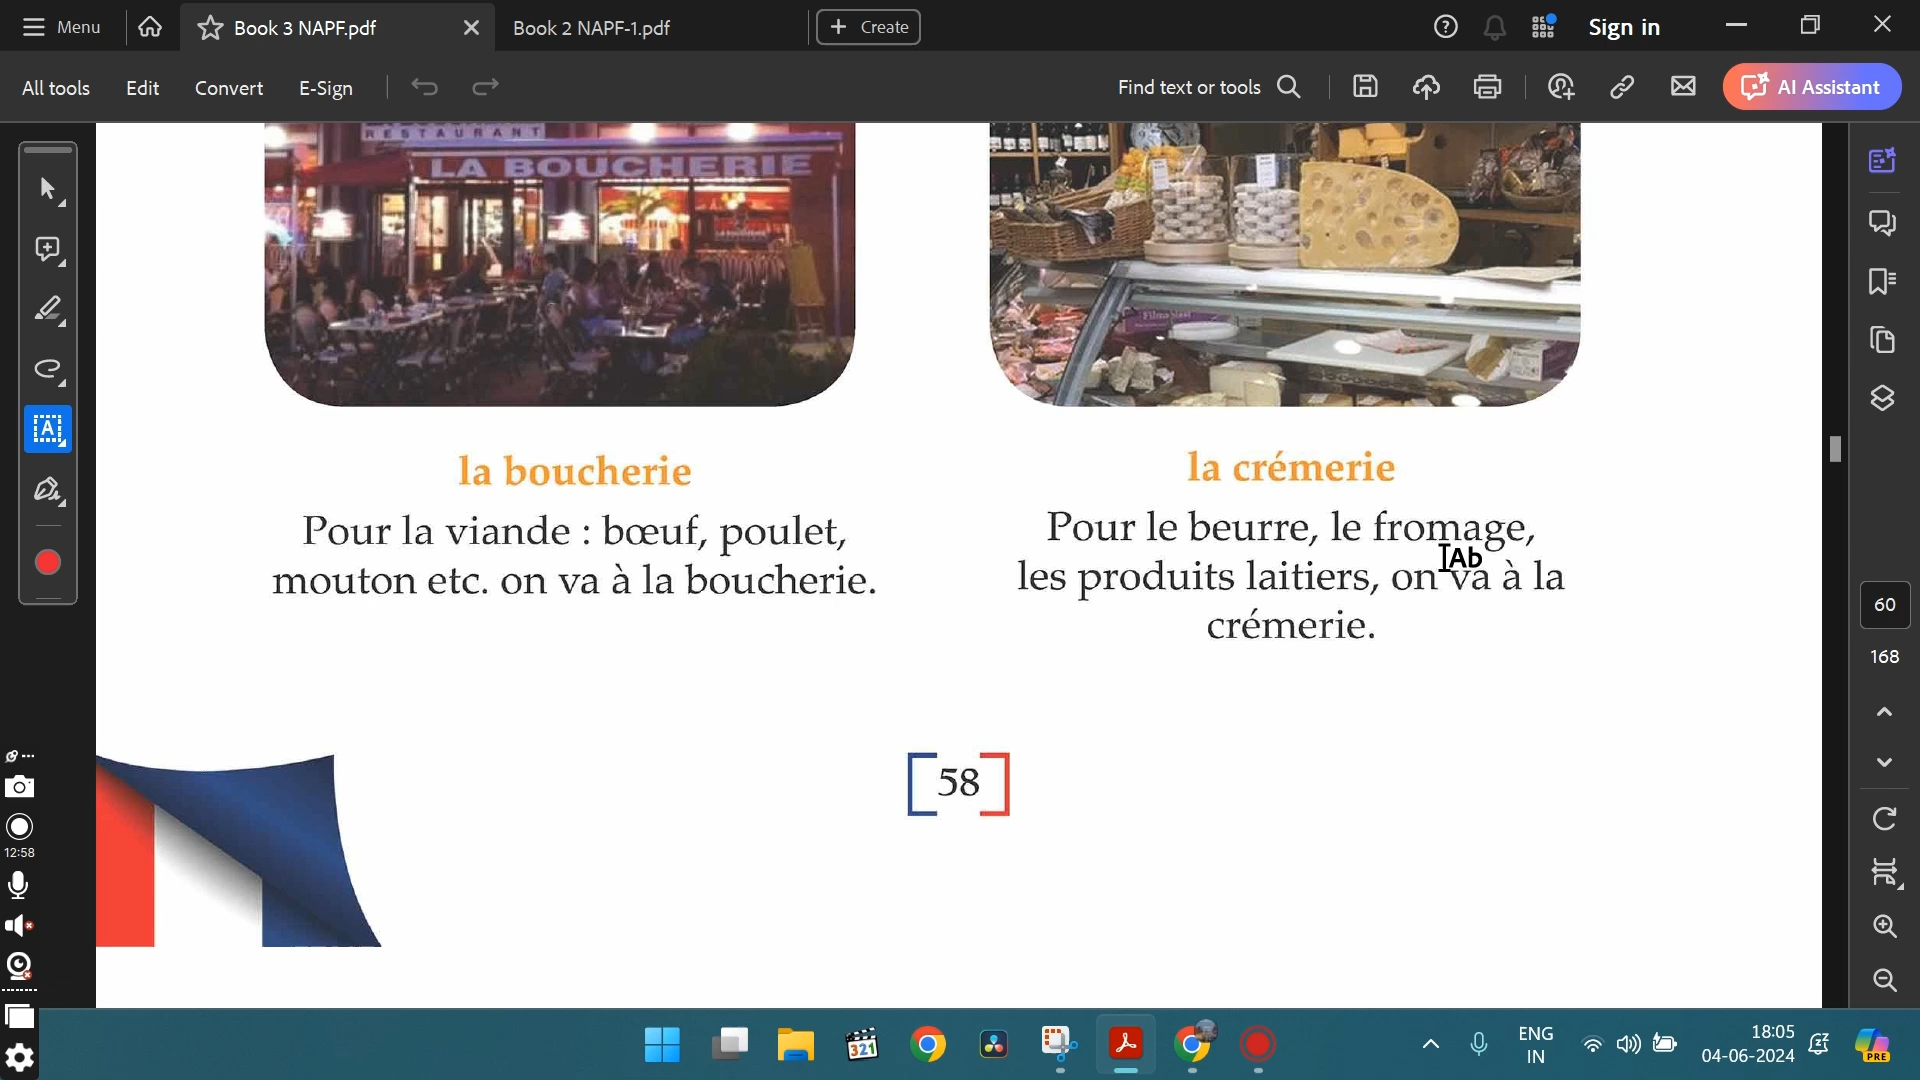 Menu
Book 3 NAPF.pdf
Book 2 NAPF-1.pdf
Create
Sign in
All tools
Edit
Convert
E-Sign
Find text or tools
AI Assistant
RESTAURANT
LA BOUCHERIE
la boucherie
Pour la viande : bœuf, poulet,
mouton etc. on va à la boucherie.
la crémerie
Pour le beurre, le fromage,
les produits laitiers, on va à la
crémerie.
Ab
58
60
168
12:58
321
ENG
IN
18:05
04-06-2024
PRE